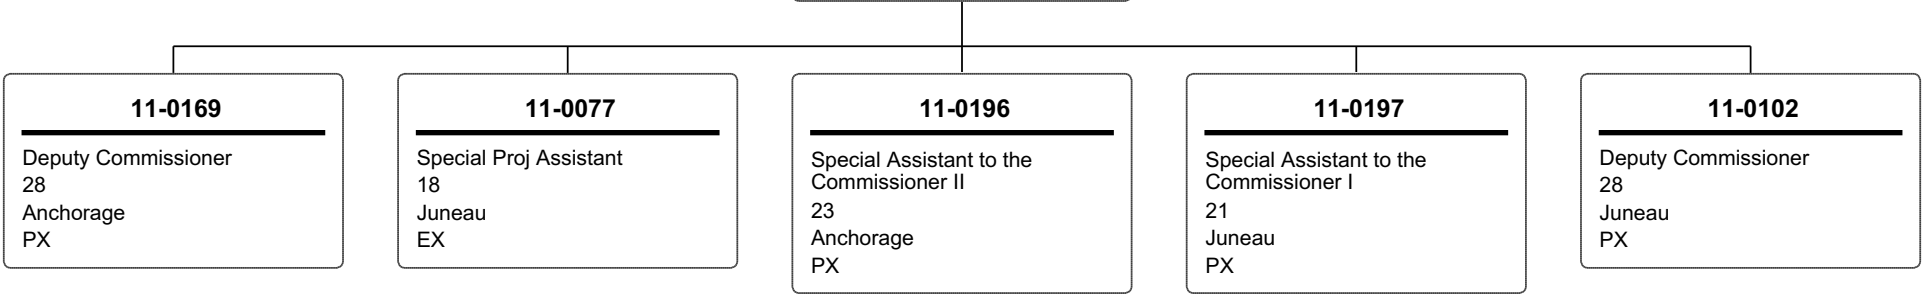 11-0169
Deputy Commissioner
28
Anchorage
PX
11-0077
Special Proj Assistant
18
Juneau
EX
11-0196
Special Assistant to the
Commissioner II
23
Anchorage
PX
11-0197
Special Assistant to the
Commissioner I
21
Juneau
PX
11-0102
Deputy Commissioner
28
Juneau
PX